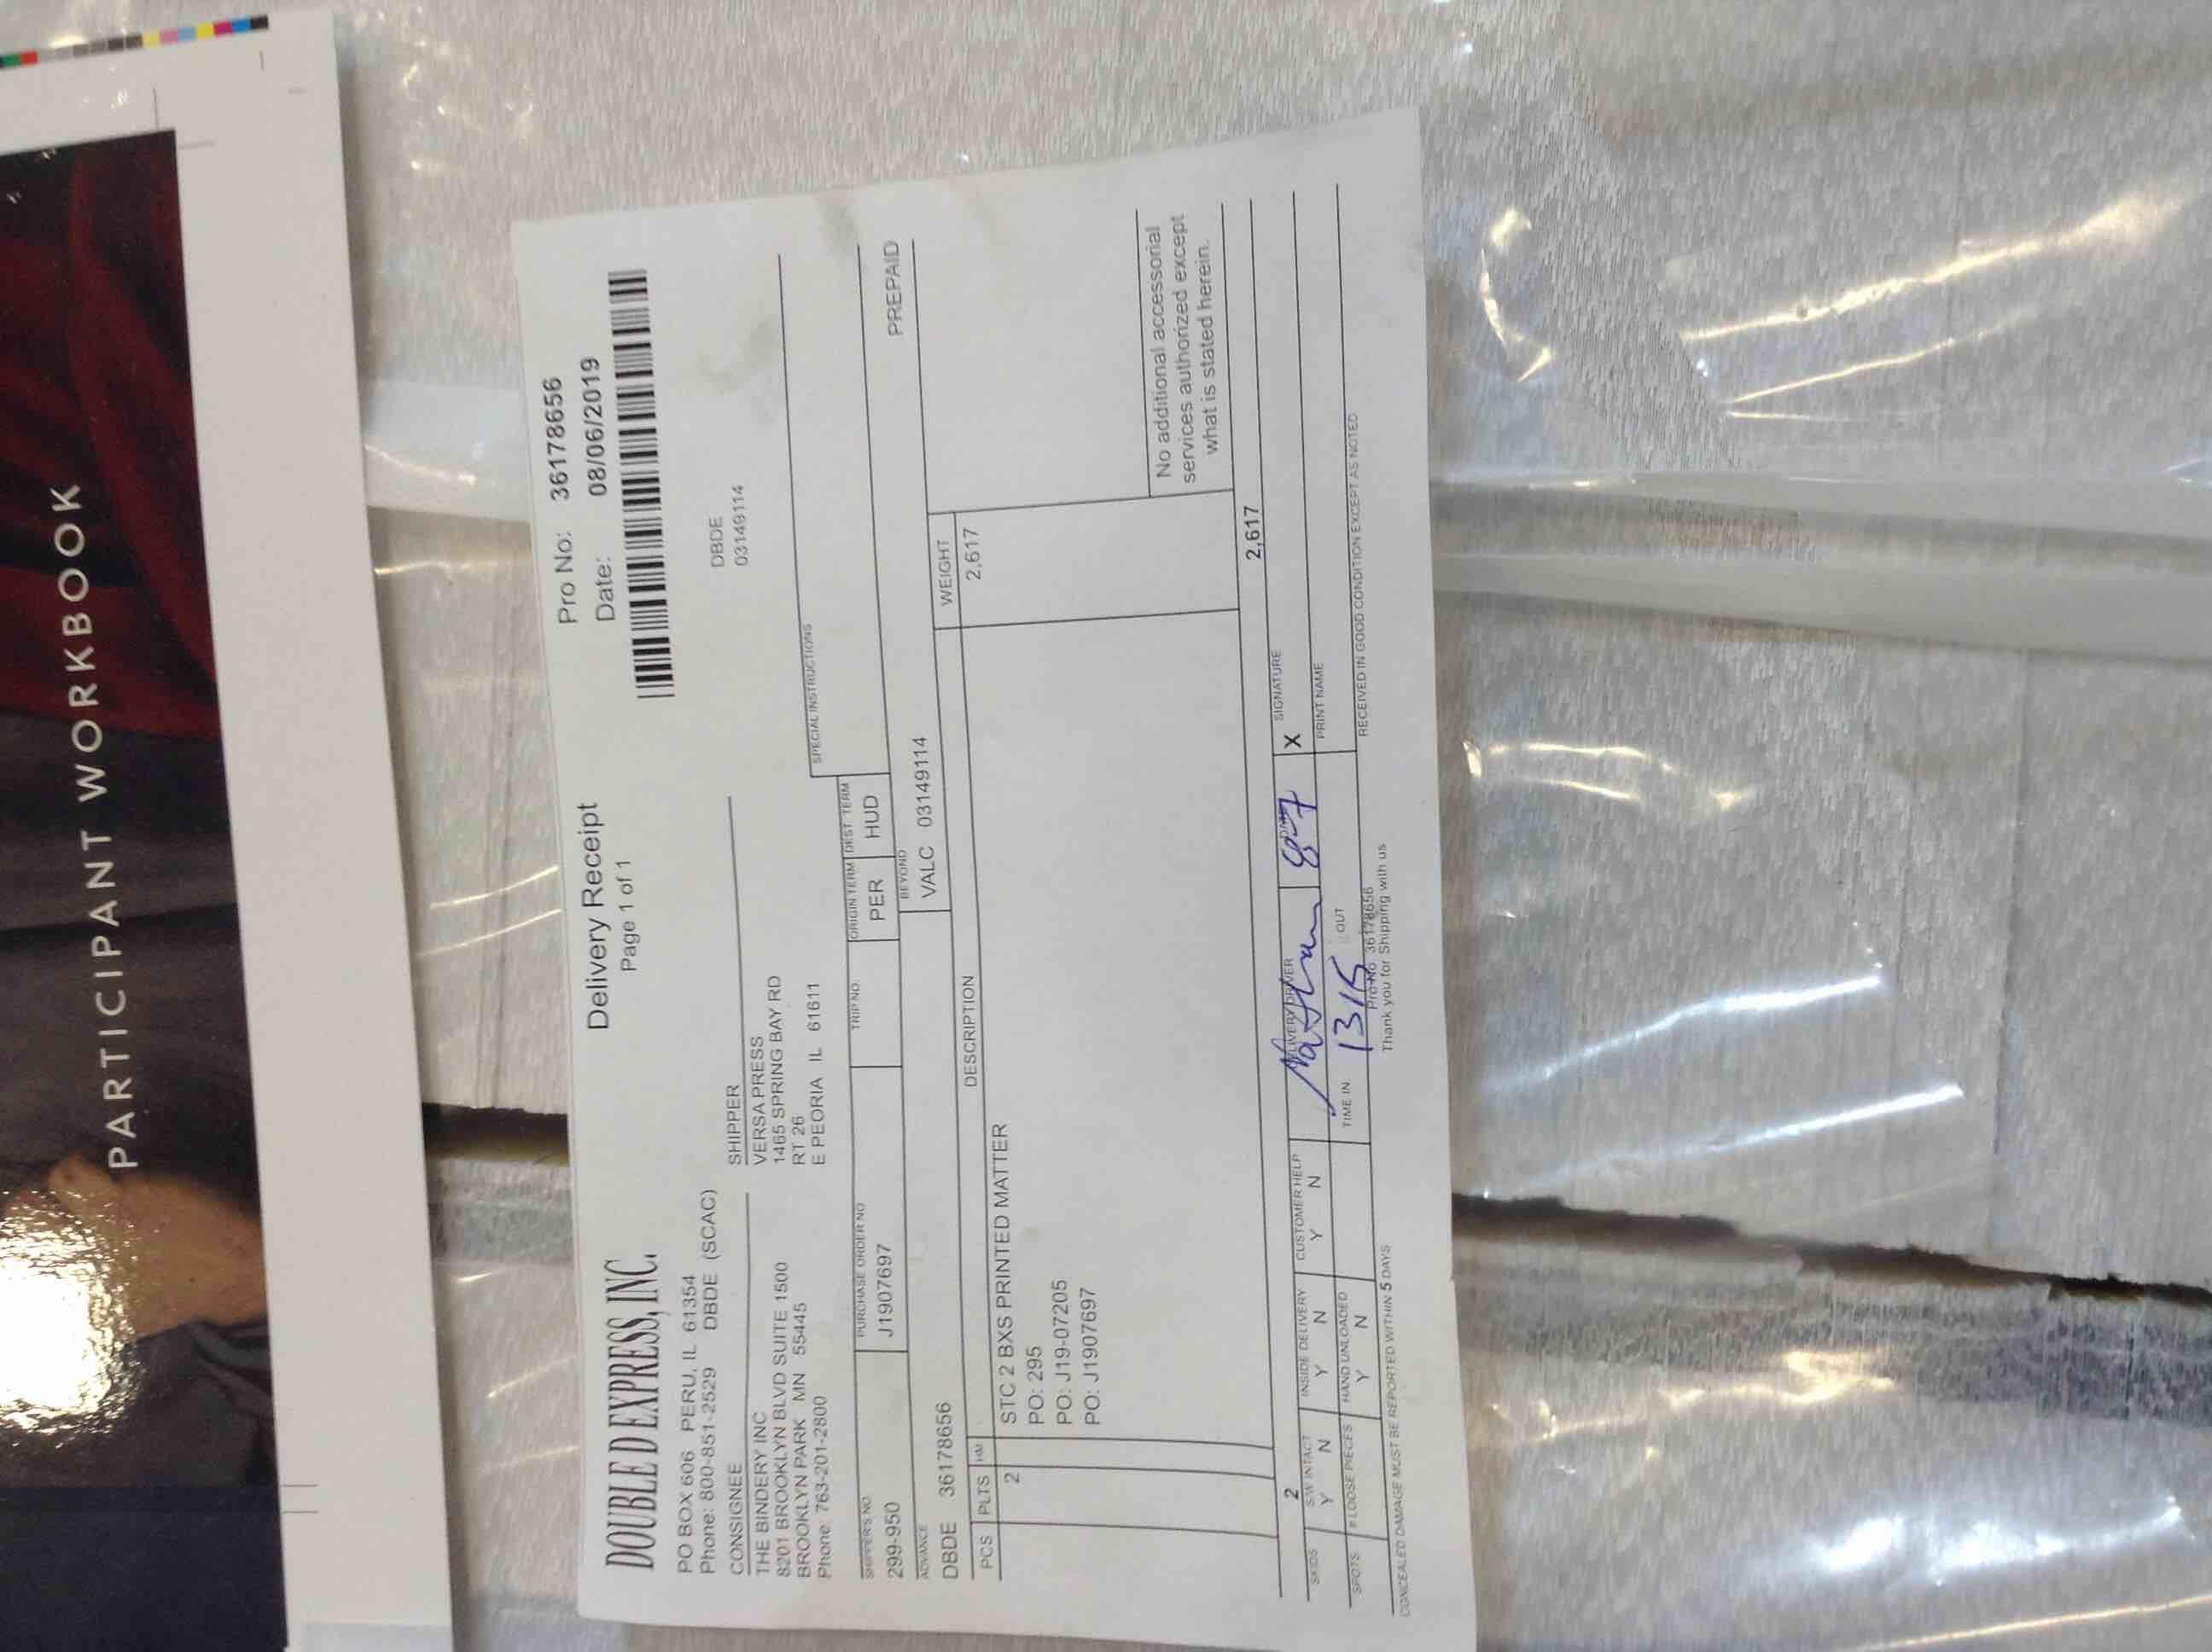 PARTICIPANT WORKBOOK
DOUBLE D EXPRESS, INC.
Delivery Receipt
Page 1 of 1
Pro No: 36178656
Date: 08/06/2019
PO BOX 606 PERU, IL 61354
Phone: 800-851-2529 DBDE (SCAC)
DBDE
03149114
CONSIGNEE
THE BINDERY INC
8201 BROOKLYN BLVD SUITE 1500
BROOKLYN PARK MN 55445
Phone: 763-201-2800
SHIPPER
VERSAPRESS
1465 SPRING BAY RD
RT 26
E PEORIA IL 61611
SPECIAL INSTRUCTIONS
SHIPPER'S NO. PURCHASE ORDER NO TRIP NO. ORIGIN TERM DEST TERM
299-950 J1907697 PER HUD
PREPAID
ADVANCE BEYOND
DBDE 36178656 VALC 03149114
PCS PLTS HM DESCRIPTION WEIGHT
2 STC 2 BXS PRINTED MATTER 2,617
PO: 295
PO: J19-07205
PO: J1907697
No additional accessorial
services authorized except
what is stated herein.
2 2,617
SKIDS S/W INTACT INSIDE DELIVERY CUSTOMER HELP DELIVERY DRIVER DATE X SIGNATURE
Y N Y N Y N Nathan 8-7
SPOTS # LOOSE PIECES HAND UNLOADED TIME IN OUT PRINT NAME
Y N 1315
CONCEALED DAMAGE MUST BE REPORTED WITHIN 5 DAYS
Pro No 36178656
Thank you for Shipping with us
RECEIVED IN GOOD CONDITION EXCEPT AS NOTED